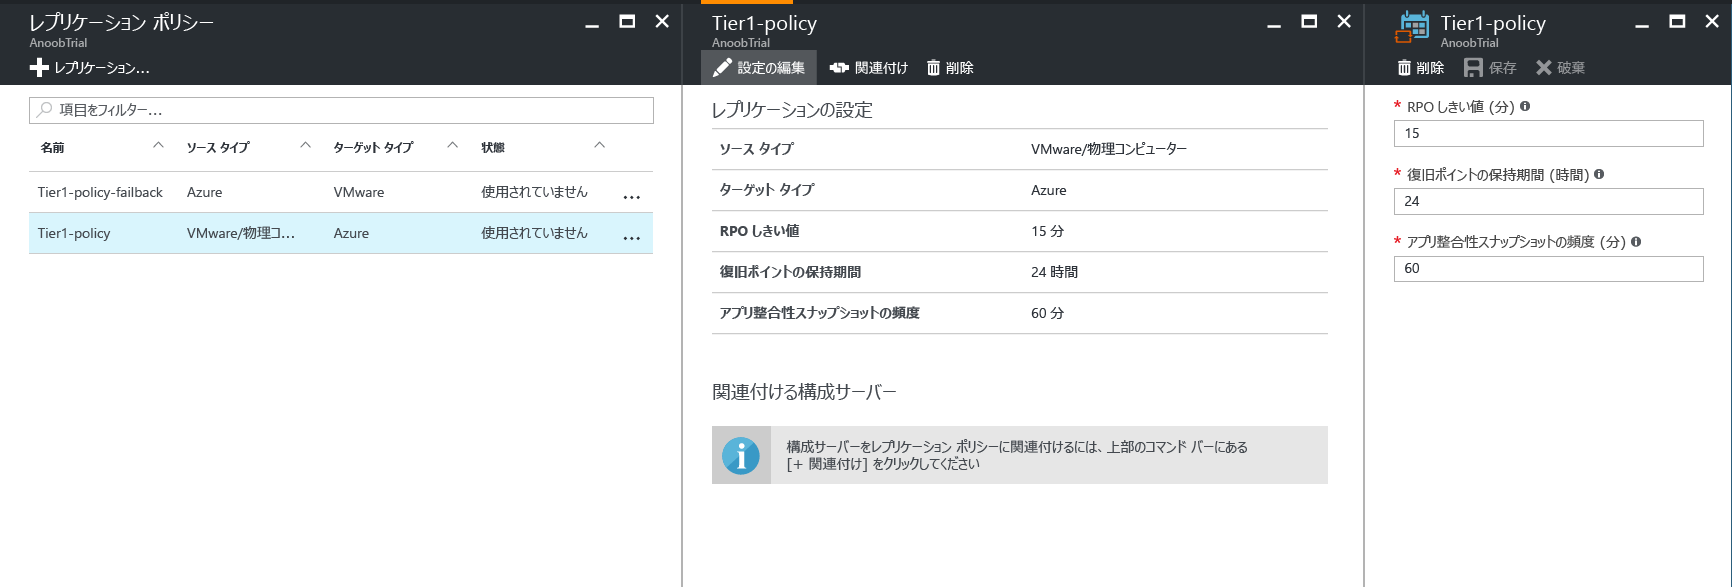 レプリケーション ポリシー
AnoobTrial
レプリケーション...
項目をフィルター...
名前 ソース タイプ ターゲット タイプ 状態
Tier1-policy-failback Azure VMware 使用されていません ...
Tier1-policy VMware/物理コ... Azure 使用されていません ...
Tier1-policy
AnoobTrial
設定の編集 関連付け 削除
レプリケーションの設定
ソース タイプ VMware/物理コンピューター
ターゲット タイプ Azure
RPO しきい値 15 分
復旧ポイントの保持期間 24 時間
アプリ整合性スナップショットの頻度 60 分
関連付ける構成サーバー
構成サーバーをレプリケーション ポリシーに関連付けるには、上部のコマンド バーにある
[+ 関連付け] をクリックしてください
Tier1-policy
AnoobTrial
削除 保存 破棄
* RPO しきい値 (分)
15
* 復旧ポイントの保持期間 (時間)
24
* アプリ整合性スナップショットの頻度 (分)
60